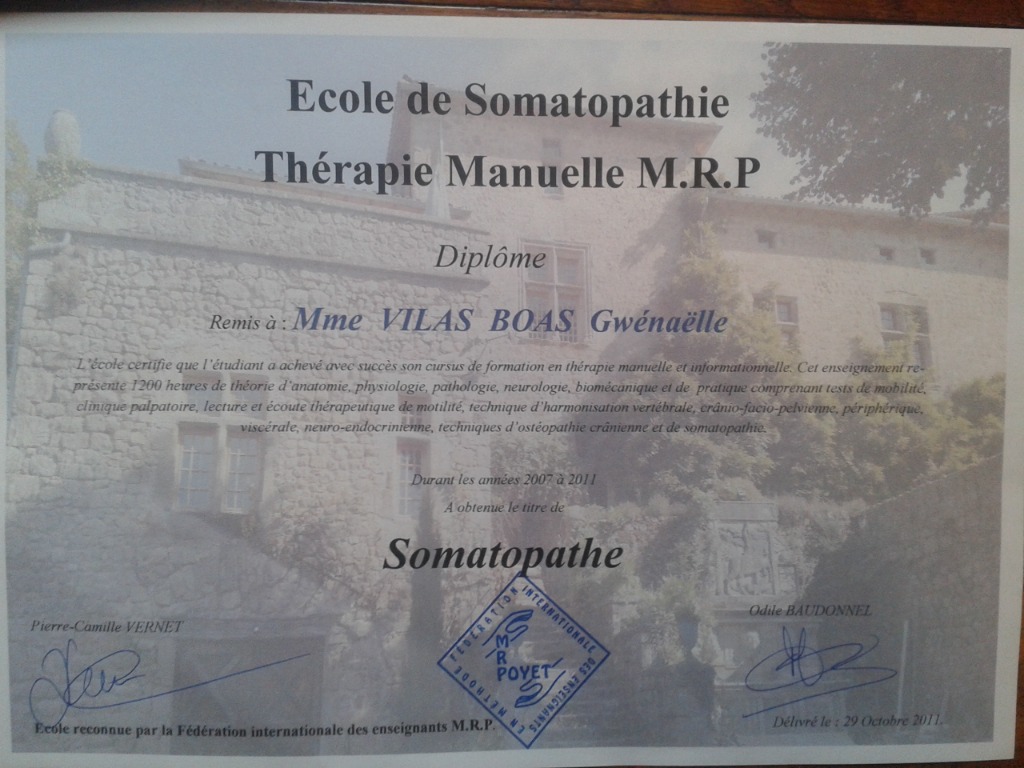 Ecole de Somatopathie
Thérapie Manuelle M.R.P
Diplôme
Remis à : Mme VILAS BOAS Gwénaëlle
L'école certifie que l'étudiant a achevé avec succès son cursus de formation en thérapie manuelle et informationnelle. Cet enseignement re-
présente 1200 heures de théorie d'anatomie, physiologie, pathologie, neurologie, biomécanique et de pratique comprenant tests de mobilité,
clinique palpatoire, lecture et écoute thérapeutique de motilité, technique d'harmonisation vertébrale, crânio-facio-pelvienne, périphérique,
viscérale, neuro-endocrinienne, techniques d'ostéopathie crânienne et de somatopathie.
Durant les années 2007 à 2011
A obtenue le titre de
Somatopathe
Pierre-Camille VERNET
Odile BAUDONNEL
FÉDÉRATION INTERNATIONALE
DES ENSEIGNANTS
EN MÉTHODE
M
R
POYET
Ecole reconnue par la Fédération internationale des enseignants M.R.P.
Délivré le : 29 Octobre 2011.